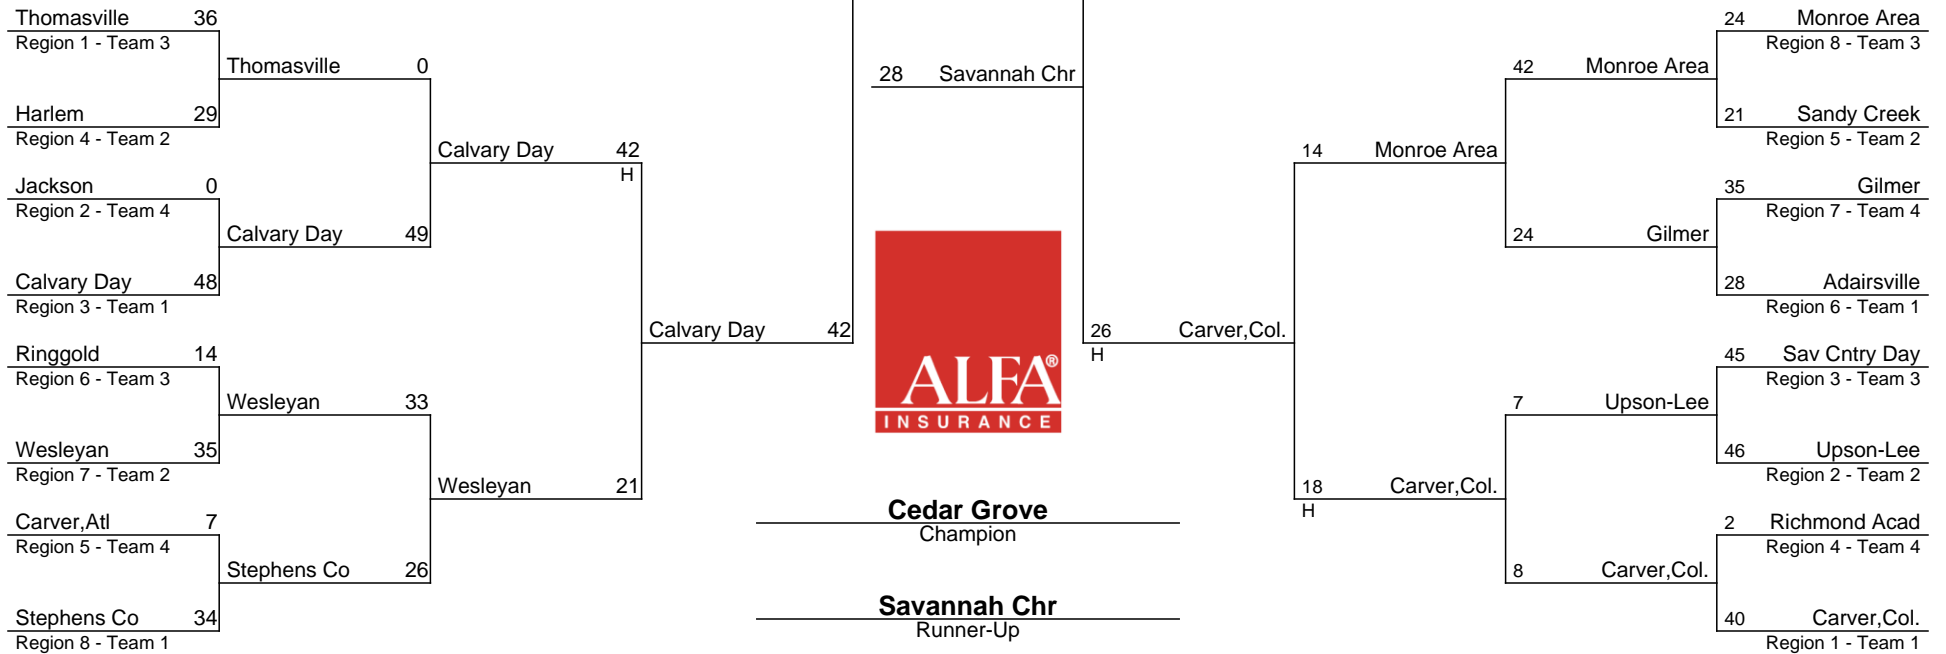 Thomasville 36
Region 1 - Team 3
Thomasville 0
Harlem 29
Region 4 - Team 2
Calvary Day 42
H
Jackson 0
Region 2 - Team 4
Calvary Day 49
Calvary Day 48
Region 3 - Team 1
Calvary Day 42
Ringgold 14
Region 6 - Team 3
Wesleyan 33
Wesleyan 35
Region 7 - Team 2
Wesleyan 21
Carver,Atl 7
Region 5 - Team 4
Stephens Co 26
Stephens Co 34
Region 8 - Team 1
28 Savannah Chr
ALFA®
INSURANCE
Cedar Grove
Champion
Savannah Chr
Runner-Up
24 Monroe Area
Region 8 - Team 3
42 Monroe Area
21 Sandy Creek
Region 5 - Team 2
14 Monroe Area
35 Gilmer
Region 7 - Team 4
24 Gilmer
28 Adairsville
Region 6 - Team 1
26 Carver,Col.
H
45 Sav Cntry Day
Region 3 - Team 3
7 Upson-Lee
46 Upson-Lee
Region 2 - Team 2
18 Carver,Col.
H
2 Richmond Acad
Region 4 - Team 4
8 Carver,Col.
40 Carver,Col.
Region 1 - Team 1